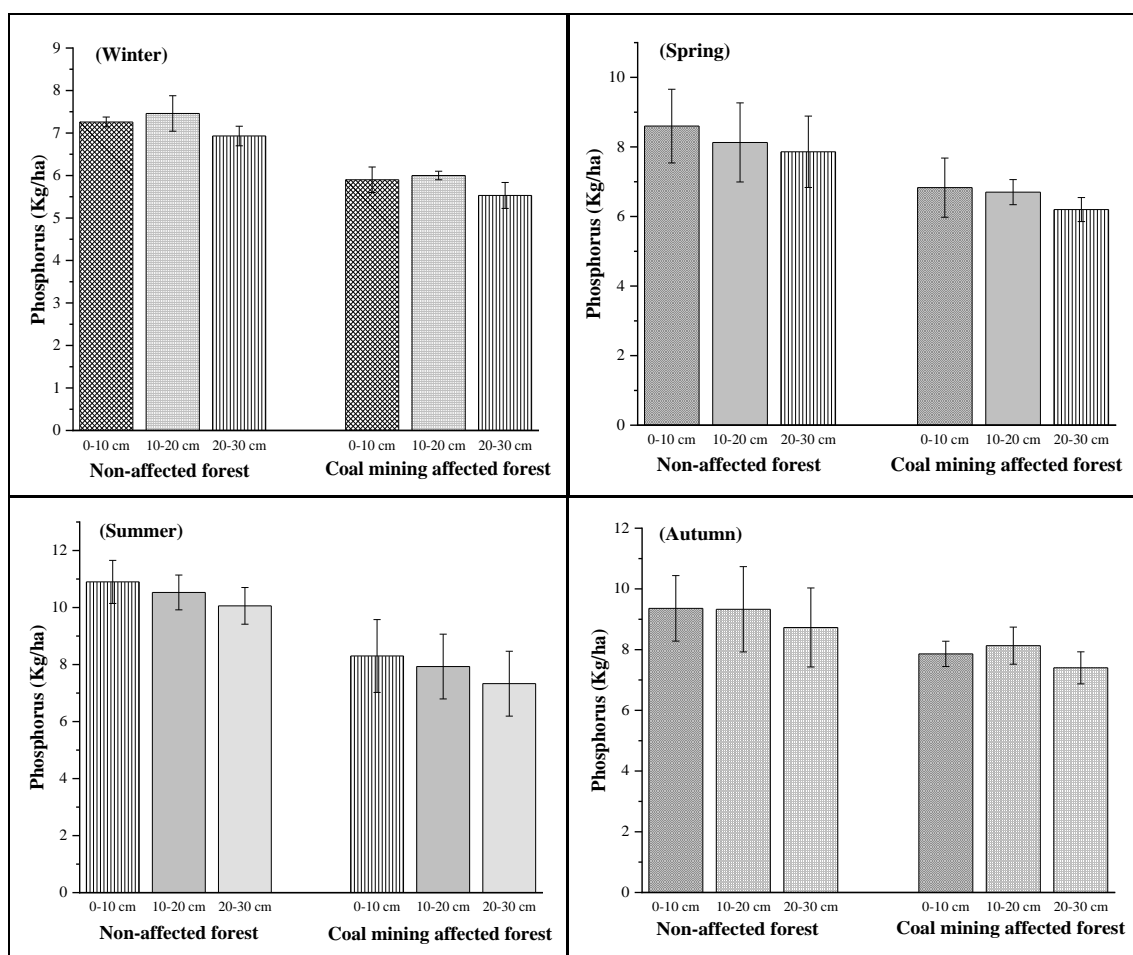 (Winter)
Phosphorus (Kg/ha)
9
8
7
6
5
4
3
2
1
0
0-10 cm 10-20 cm 20-30 cm 0-10 cm 10-20 cm 20-30 cm
Non-affected forest Coal mining affected forest
(Spring)
Phosphorus (Kg/ha)
10
8
6
4
2
0
0-10 cm 10-20 cm 20-30 cm 0-10 cm 10-20 cm 20-30 cm
Non-affected forest Coal mining affected forest
(Summer)
Phosphorus (Kg/ha)
12
10
8
6
4
2
0
0-10 cm 10-20 cm 20-30 cm 0-10 cm 10-20 cm 20-30 cm
Non-affected forest Coal mining affected forest
(Autumn)
Phosphorus (Kg/ha)
12
10
8
6
4
2
0
0-10 cm 10-20 cm 20-30 cm 0-10 cm 10-20 cm 20-30 cm
Non-affected forest Coal mining affected forest